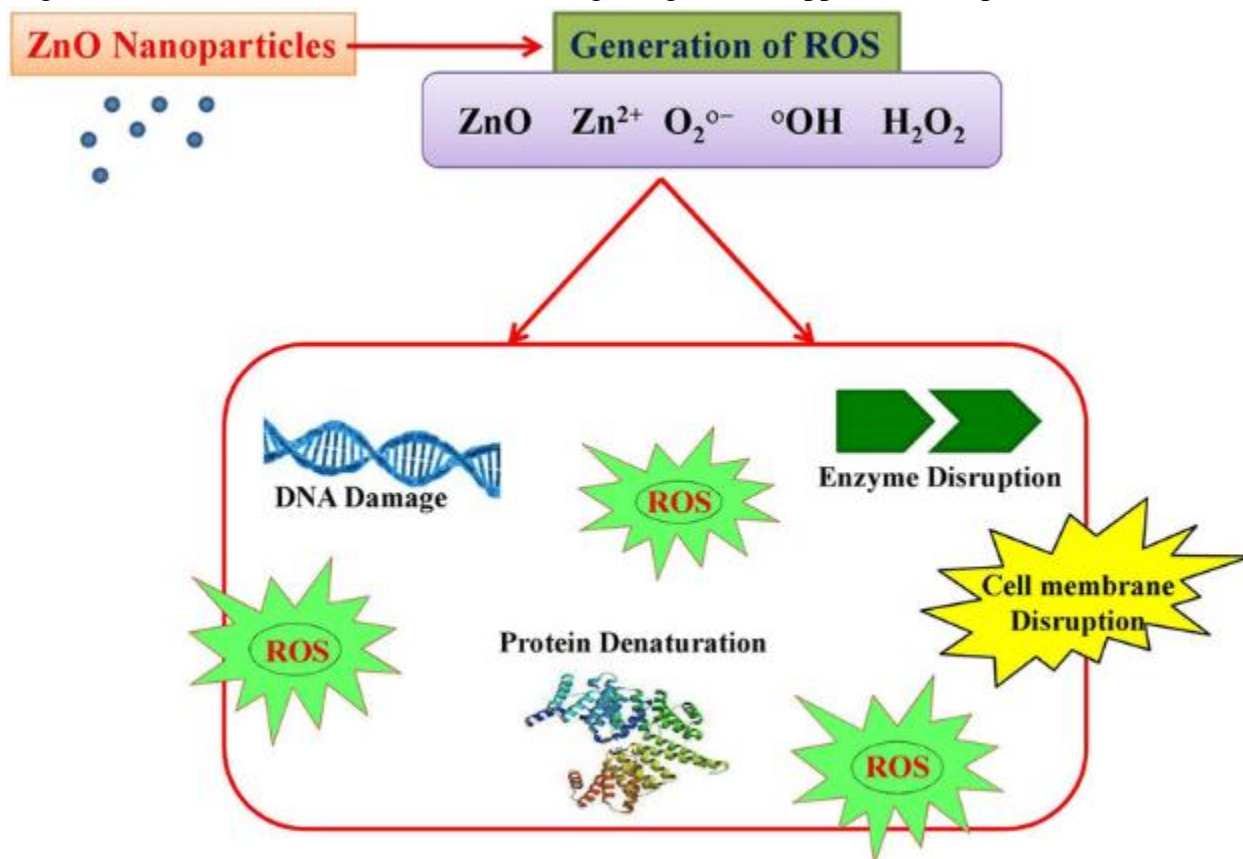 ZnO Nanoparticles
Generation of ROS
ZnO Zn²⁺ O₂°⁻ °OH H₂O₂
DNA Damage
ROS
Enzyme Disruption
Cell membrane
Disruption
ROS
Protein Denaturation
ROS